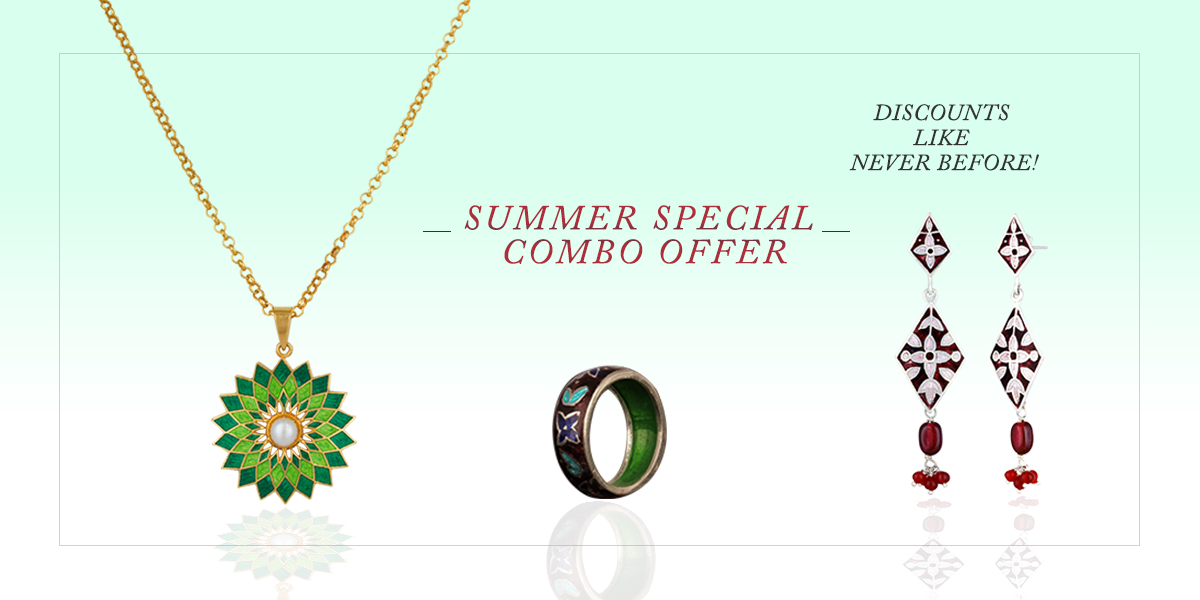 DISCOUNTS
LIKE
NEVER BEFORE!
SUMMER SPECIAL
COMBO OFFER